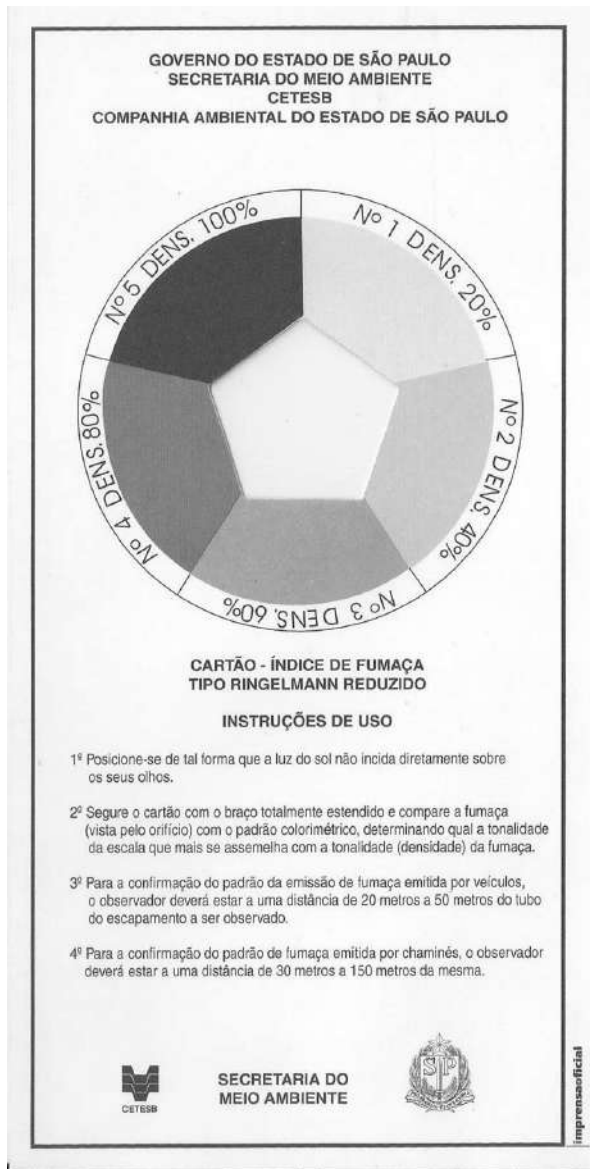 GOVERNO DO ESTADO DE SÃO PAULO
SECRETARIA DO MEIO AMBIENTE
CETESB
COMPANHIA AMBIENTAL DO ESTADO DE SÃO PAULO
Nº 1 DENS. 20%
Nº 2 DENS. 40%
Nº 3 DENS. 60%
Nº 4 DENS. 80%
Nº 5 DENS. 100%
CARTÃO - ÍNDICE DE FUMAÇA
TIPO RINGELMANN REDUZIDO
INSTRUÇÕES DE USO
1º Posicione-se de tal forma que a luz do sol não incida diretamente sobre
os seus olhos.
2º Segure o cartão com o braço totalmente estendido e compare a fumaça
(vista pelo orifício) com o padrão colorimétrico, determinando qual a tonalidade
da escala que mais se assemelha com a tonalidade (densidade) da fumaça.
3º Para a confirmação do padrão da emissão de fumaça emitida por veículos,
o observador deverá estar a uma distância de 20 metros a 50 metros do tubo
do escapamento a ser observado.
4º Para a confirmação do padrão de fumaça emitida por chaminés, o observador
deverá estar a uma distância de 30 metros a 150 metros da mesma.
CETESB
SECRETARIA DO
MEIO AMBIENTE
SP
imprensaoficial